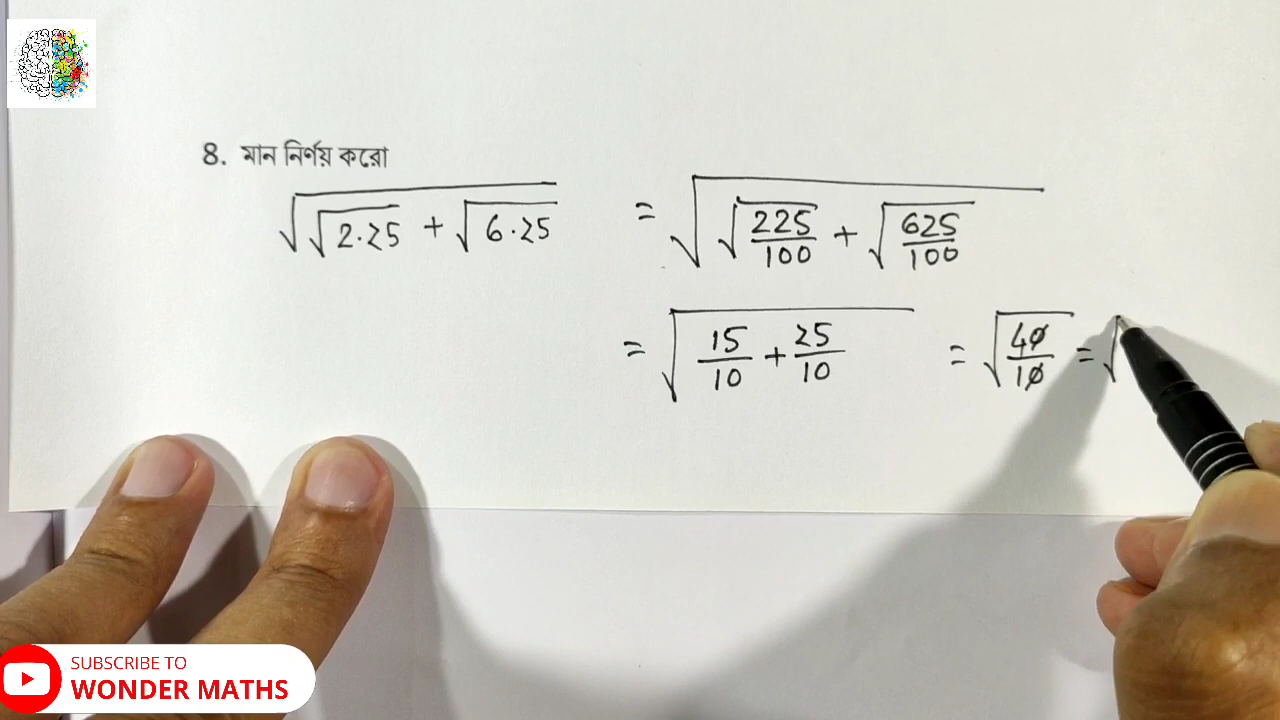 8. মান নির্ণয় করো
√(√2·25 + √6·25) = √(√(225/100) + √(625/100))
= √(15/10 + 25/10) = √(40/10) = √
SUBSCRIBE TO
WONDER MATHS